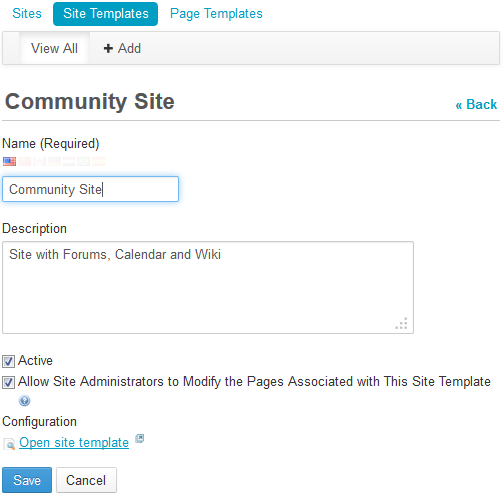 Sites Site Templates Page Templates
View All + Add
Community Site
« Back
Name (Required)
Community Site
Description
Site with Forums, Calendar and Wiki
Active
Allow Site Administrators to Modify the Pages Associated with This Site Template
Configuration
Open site template
Save Cancel